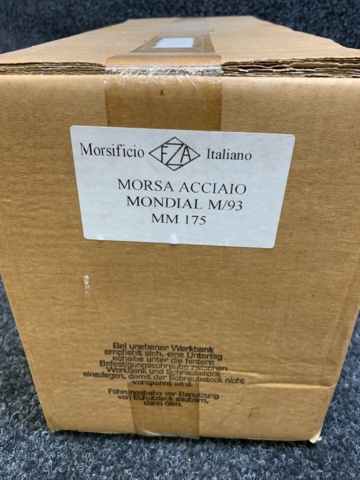 Morsificio FZA Italiano
MORSA ACCIAIO
MONDIAL M/93
MM 175
Bei unebener Werkbank
empfiehlt sich, eine Unterlag
scheibe unter die hintere
Befestigungsschraube zwischen
Werkbank und Schraubstock
einzulegen, damit der Schraubstock nicht
verspannt wird.
Führungsbahn vor Benutzung
von Schutzlack säubern,
dann ölen.